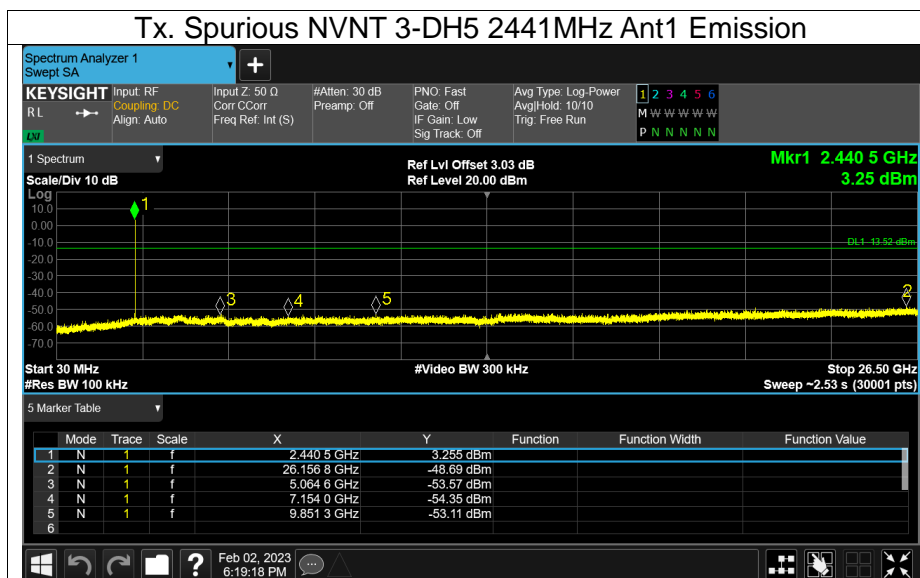 Tx. Spurious NVNT 3-DH5 2441MHz Ant1 Emission
Spectrum Analyzer 1
Swept SA
+
KEYSIGHT
R L
LXI
Input: RF
Coupling: DC
Align: Auto
Input Z: 50 Ω
Corr CCorr
Freq Ref: Int (S)
#Atten: 30 dB
Preamp: Off
PNO: Fast
Gate: Off
IF Gain: Low
Sig Track: Off
Avg Type: Log-Power
Avg|Hold: 10/10
Trig: Free Run
1 2 3 4 5 6
M W W W W W
P N N N N N
1 Spectrum
Scale/Div 10 dB
Ref Lvl Offset 3.03 dB
Ref Level 20.00 dBm
Mkr1 2.440 5 GHz
3.25 dBm
Log
10.0
0.00
-10.0
-20.0
-30.0
-40.0
-50.0
-60.0
-70.0
1
3
4
5
2
DL1 -13.52 dBm
Start 30 MHz
#Res BW 100 kHz
#Video BW 300 kHz
Stop 26.50 GHz
Sweep ~2.53 s (30001 pts)
5 Marker Table
Mode Trace Scale X Y Function Function Width Function Value
1 N 1 f 2.440 5 GHz 3.255 dBm
2 N 1 f 26.156 8 GHz -48.69 dBm
3 N 1 f 5.064 6 GHz -53.57 dBm
4 N 1 f 7.154 0 GHz -54.35 dBm
5 N 1 f 9.851 3 GHz -53.11 dBm
6
?
Feb 02, 2023
6:19:18 PM